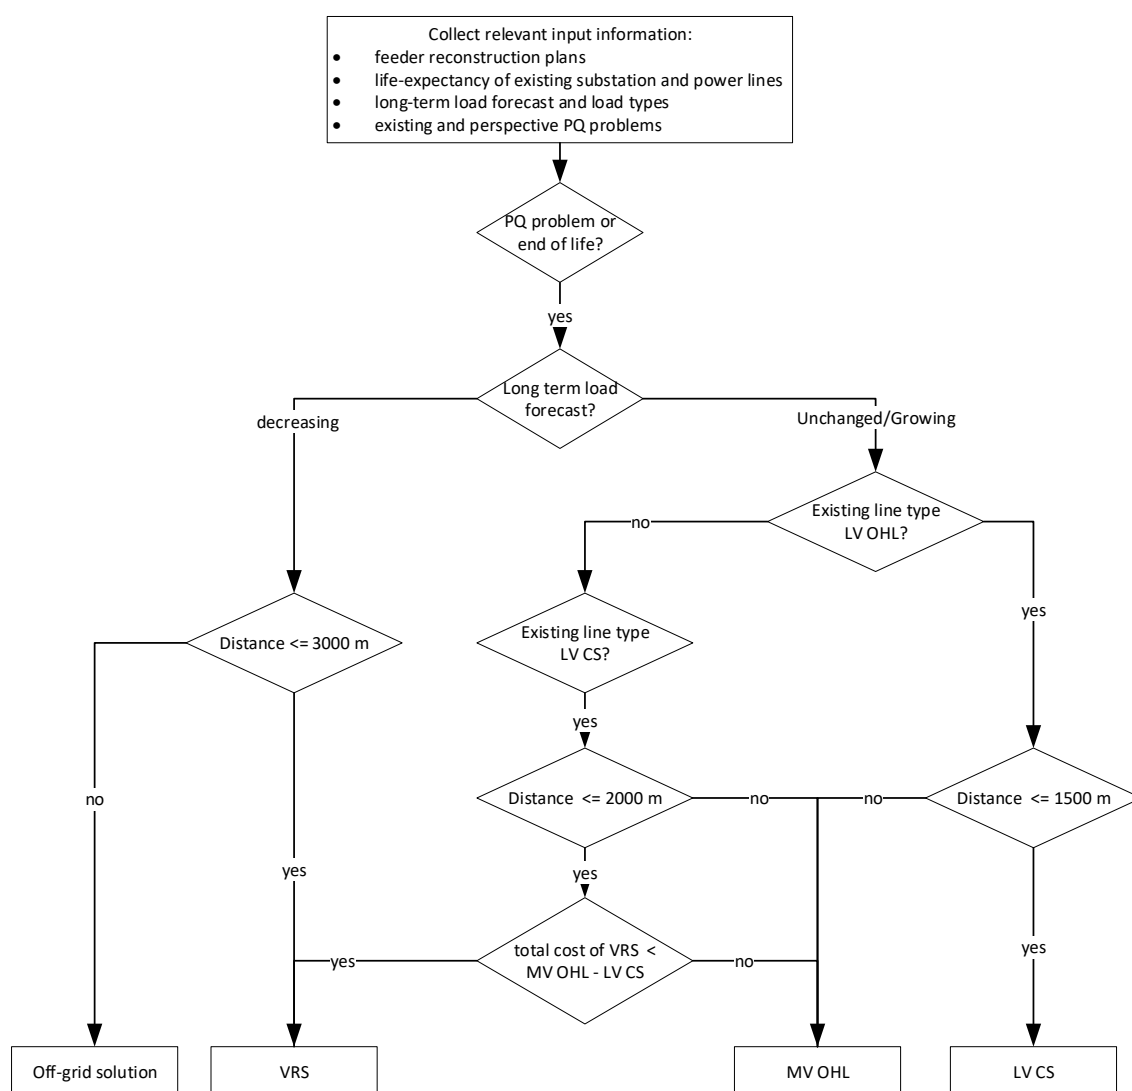 Collect relevant input information:
• feeder reconstruction plans
• life-expectancy of existing substation and power lines
• long-term load forecast and load types
• existing and perspective PQ problems
PQ problem or
end of life?
yes
Long term load
forecast?
decreasing
Unchanged/Growing
Existing line type
LV OHL?
no
yes
Distance <= 3000 m
Existing line type
LV CS?
yes
no
Distance <= 2000 m
no
no
Distance <= 1500 m
yes
yes
total cost of VRS <
MV OHL - LV CS
yes
no
yes
Off-grid solution
VRS
MV OHL
LV CS